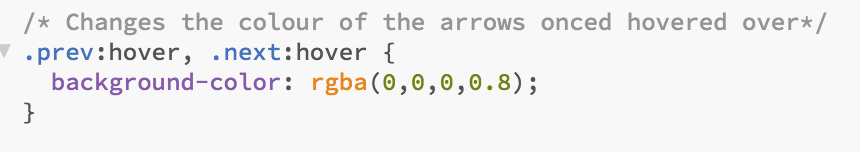 /* Changes the colour of the arrows onced hovered over*/
.prev:hover, .next:hover {
  background-color: rgba(0,0,0,0.8);
}